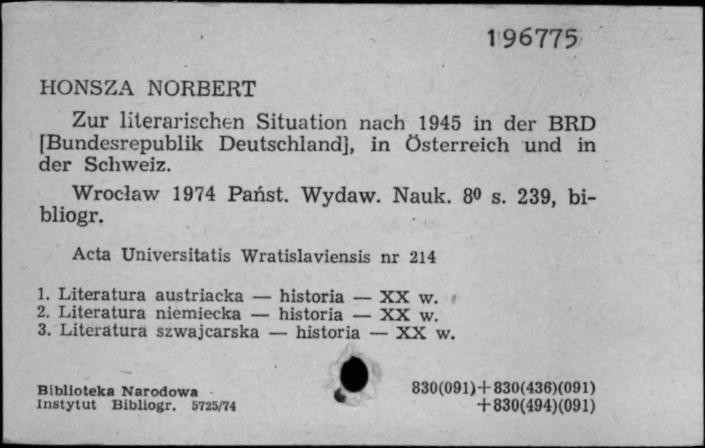 196775
HONSZA NORBERT
Zur literarischen Situation nach 1945 in der BRD
[Bundesrepublik Deutschland], in Österreich und in
der Schweiz.
Wrocław 1974 Państ. Wydaw. Nauk. 8⁰ s. 239, bi-
bliogr.
Acta Universitatis Wratislaviensis nr 214
1. Literatura austriacka — historia — XX w.
2. Literatura niemiecka — historia — XX w.
3. Literatura szwajcarska — historia — XX w.
Biblioteka Narodowa 830(091)+830(436)(091)
Instytut Bibliogr. 5725/74 +830(494)(091)